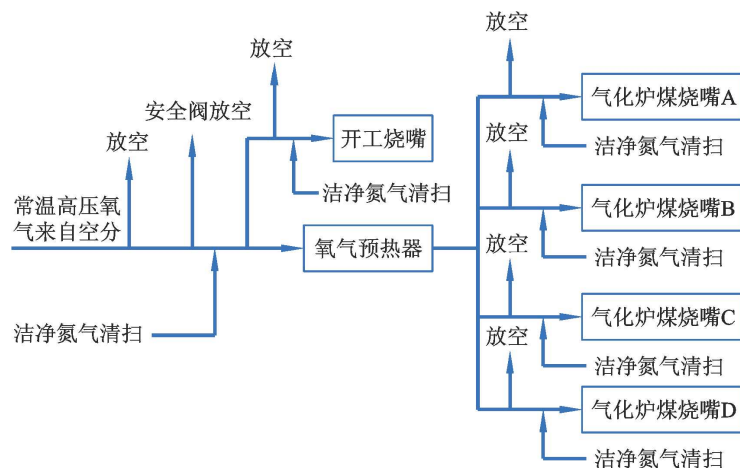 放空
放空
气化炉煤烧嘴A
安全阀放空
放空
开工烧嘴
洁净氮气清扫
放空
洁净氮气清扫
常温高压氧
气来自空分
气化炉煤烧嘴B
氧气预热器
放空
洁净氮气清扫
气化炉煤烧嘴C
洁净氮气清扫
放空
洁净氮气清扫
气化炉煤烧嘴D
洁净氮气清扫